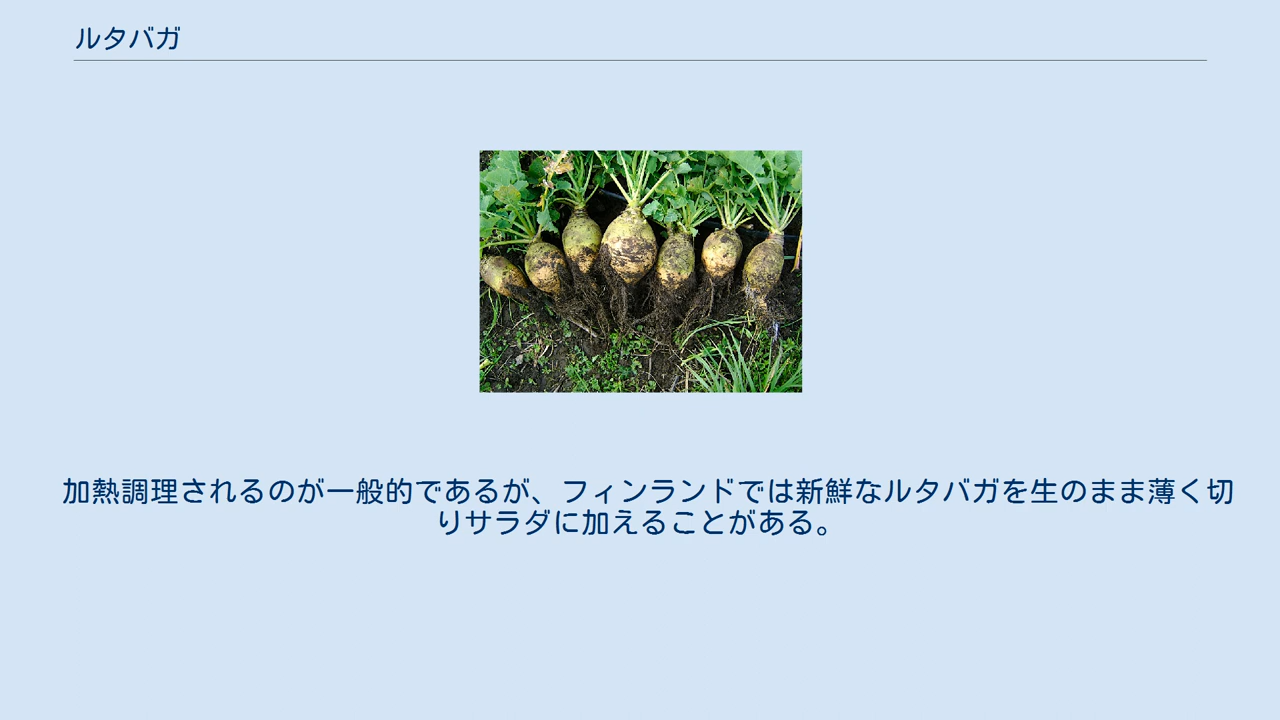 ルタバガ
加熱調理されるのが一般的であるが、フィンランドでは新鮮なルタバガを生のまま薄く切
りサラダに加えることがある。